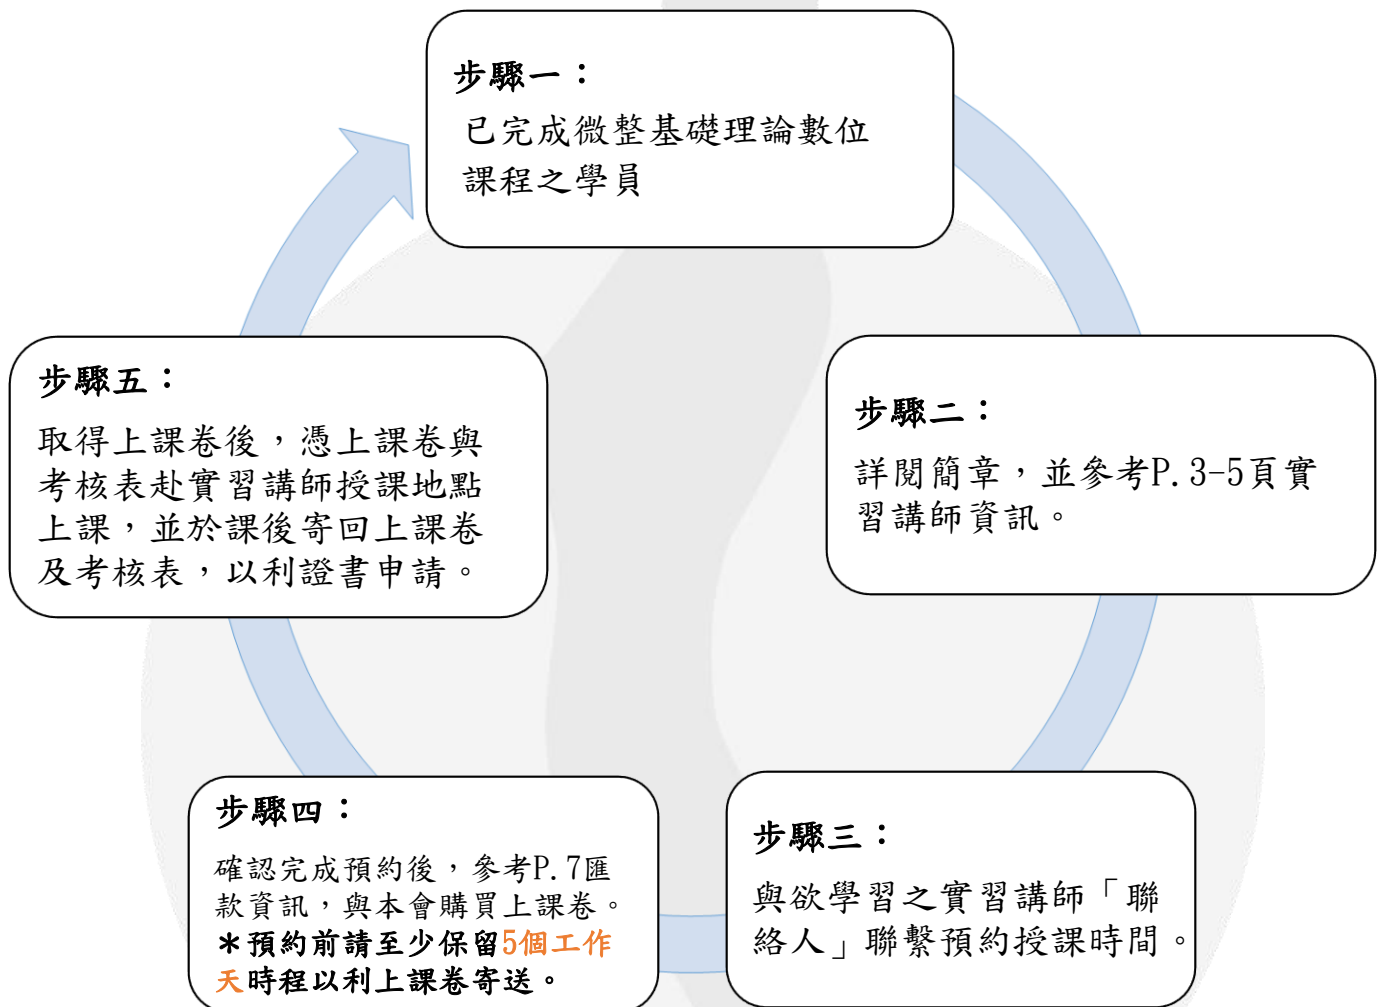 步驟一：
已完成微整基礎理論數位
課程之學員
步驟二：
詳閱簡章，並參考P.3-5頁實
習講師資訊。
步驟三：
與欲學習之實習講師「聯
絡人」聯繫預約授課時間。
步驟四：
確認完成預約後，參考P.7匯
款資訊，與本會購買上課卷。
＊預約前請至少保留5個工作
天時程以利上課卷寄送。
步驟五：
取得上課卷後，憑上課卷與
考核表赴實習講師授課地點
上課，並於課後寄回上課卷
及考核表，以利證書申請。